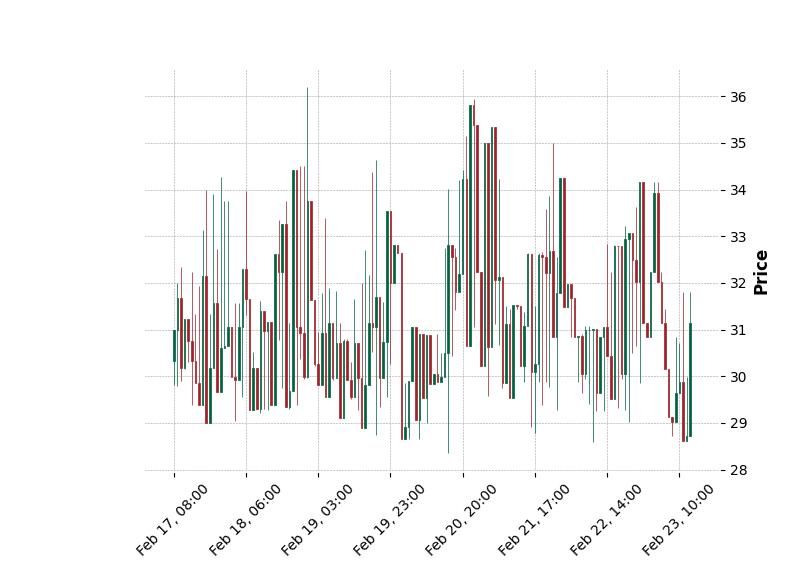 36
35
34
33
32
31
30
29
28
Price
Feb 17, 08:00
Feb 18, 06:00
Feb 19, 03:00
Feb 19, 23:00
Feb 20, 20:00
Feb 21, 17:00
Feb 22, 14:00
Feb 23, 10:00